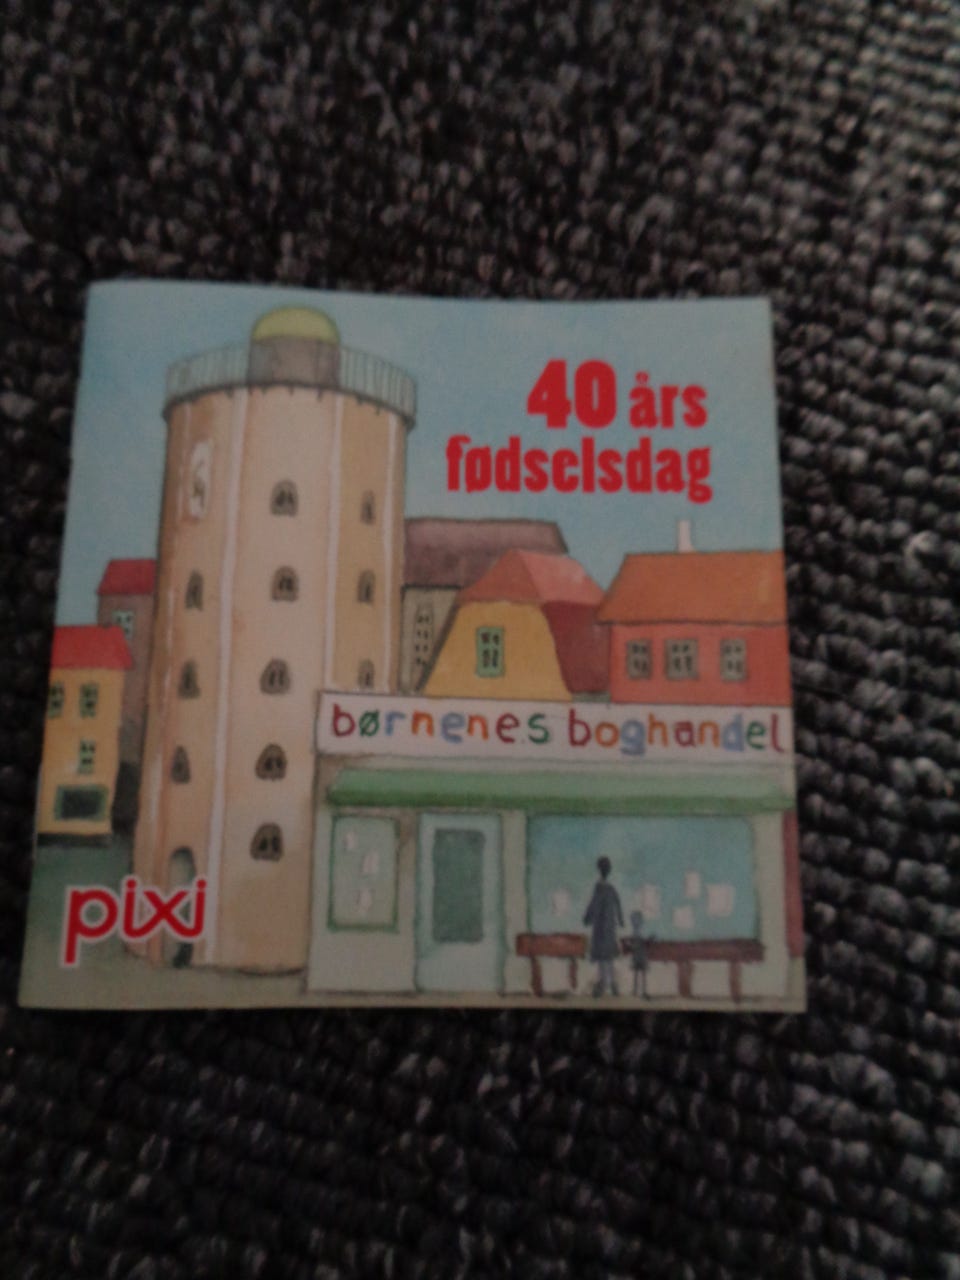 40 års
fødselsdag
børnenes boghandel
pixi